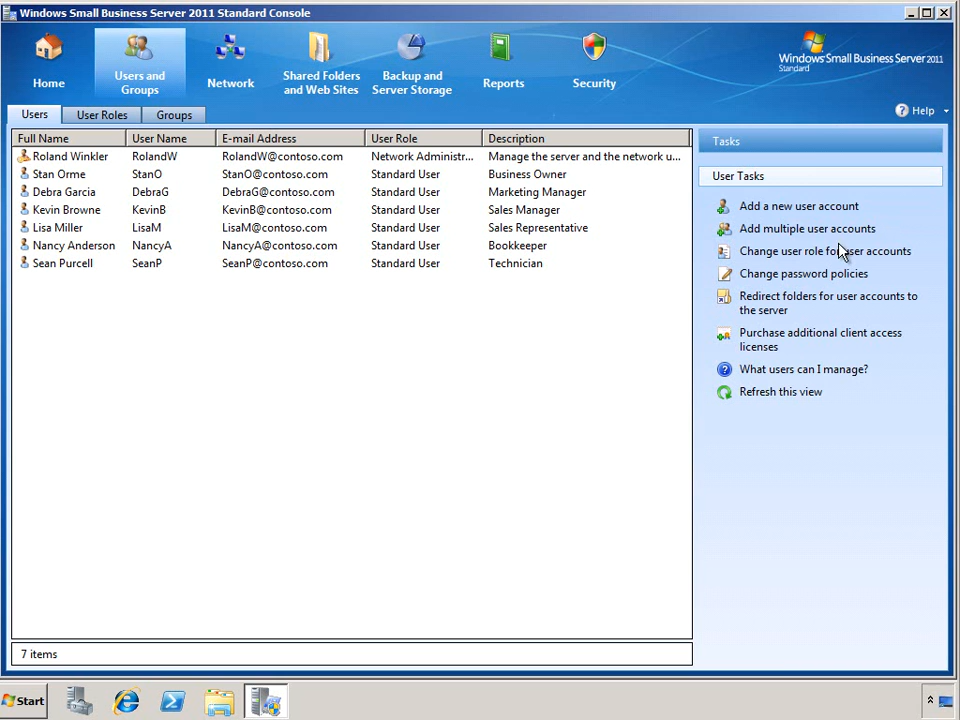 Windows Small Business Server 2011 Standard Console
Home
Users and
Groups
Network
Shared Folders
and Web Sites
Backup and
Server Storage
Reports
Security
Windows Small Business Server 2011
Standard
Users
User Roles
Groups
Help
Full Name User Name E-mail Address User Role Description
Roland Winkler RolandW RolandW@contoso.com Network Administr... Manage the server and the network u...
Stan Orme StanO StanO@contoso.com Standard User Business Owner
Debra Garcia DebraG DebraG@contoso.com Standard User Marketing Manager
Kevin Browne KevinB KevinB@contoso.com Standard User Sales Manager
Lisa Miller LisaM LisaM@contoso.com Standard User Sales Representative
Nancy Anderson NancyA NancyA@contoso.com Standard User Bookkeeper
Sean Purcell SeanP SeanP@contoso.com Standard User Technician
7 items
Tasks
User Tasks
Add a new user account
Add multiple user accounts
Change user role for user accounts
Change password policies
Redirect folders for user accounts to
the server
Purchase additional client access
licenses
What users can I manage?
Refresh this view
Start